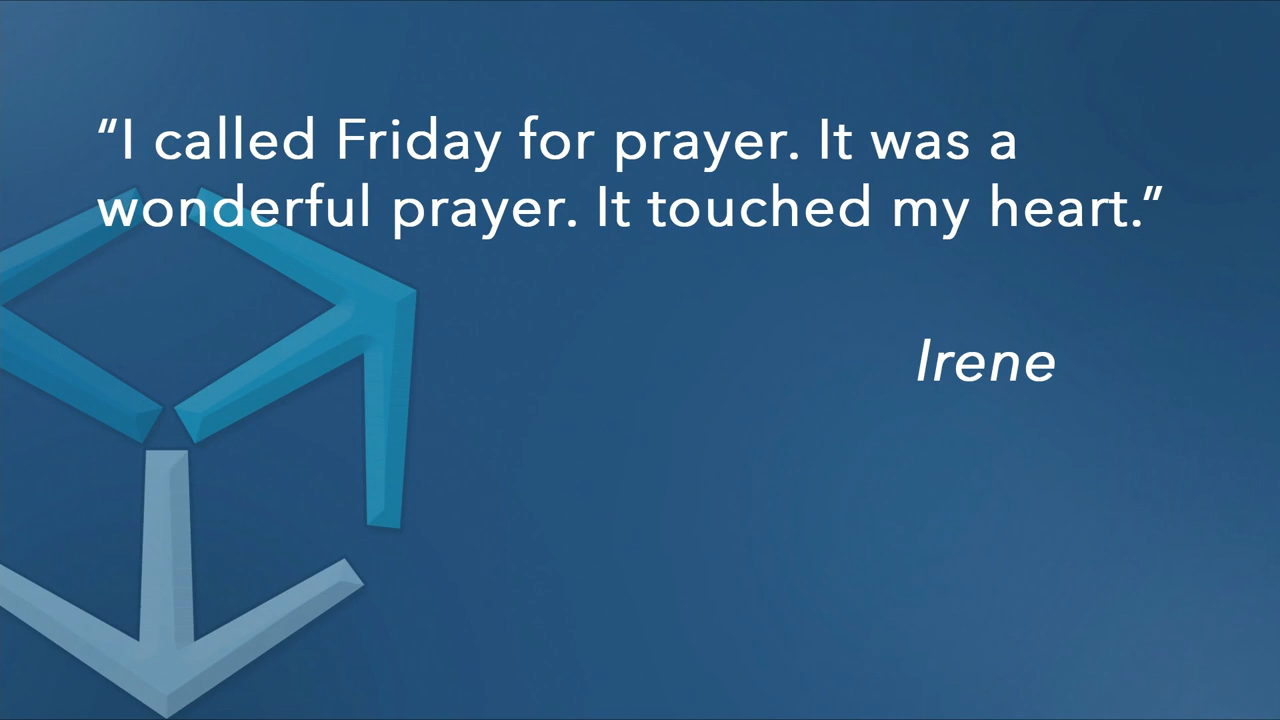 “I called Friday for prayer. It was a
wonderful prayer. It touched my heart.”
Irene